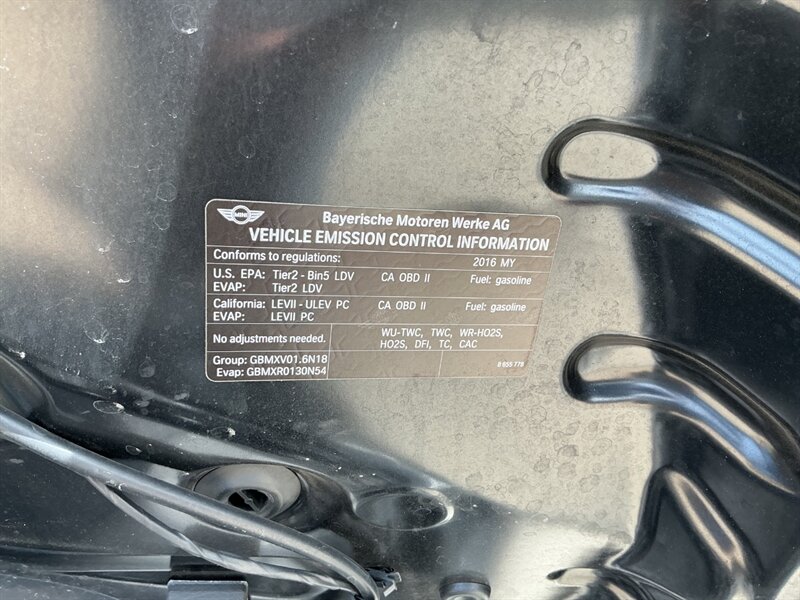 MINI
Bayerische Motoren Werke AG
VEHICLE EMISSION CONTROL INFORMATION
Conforms to regulations: 2016 MY
U.S. EPA: Tier2 - Bin5 LDV CA OBD II Fuel: gasoline
EVAP: Tier2 LDV
California: LEVII - ULEV PC CA OBD II Fuel: gasoline
EVAP: LEVII PC
No adjustments needed.
WU-TWC, TWC, WR-HO2S,
HO2S, DFI, TC, CAC
Group: GBMXV01.6N18
Evap: GBMXR0130N54
8 655 778